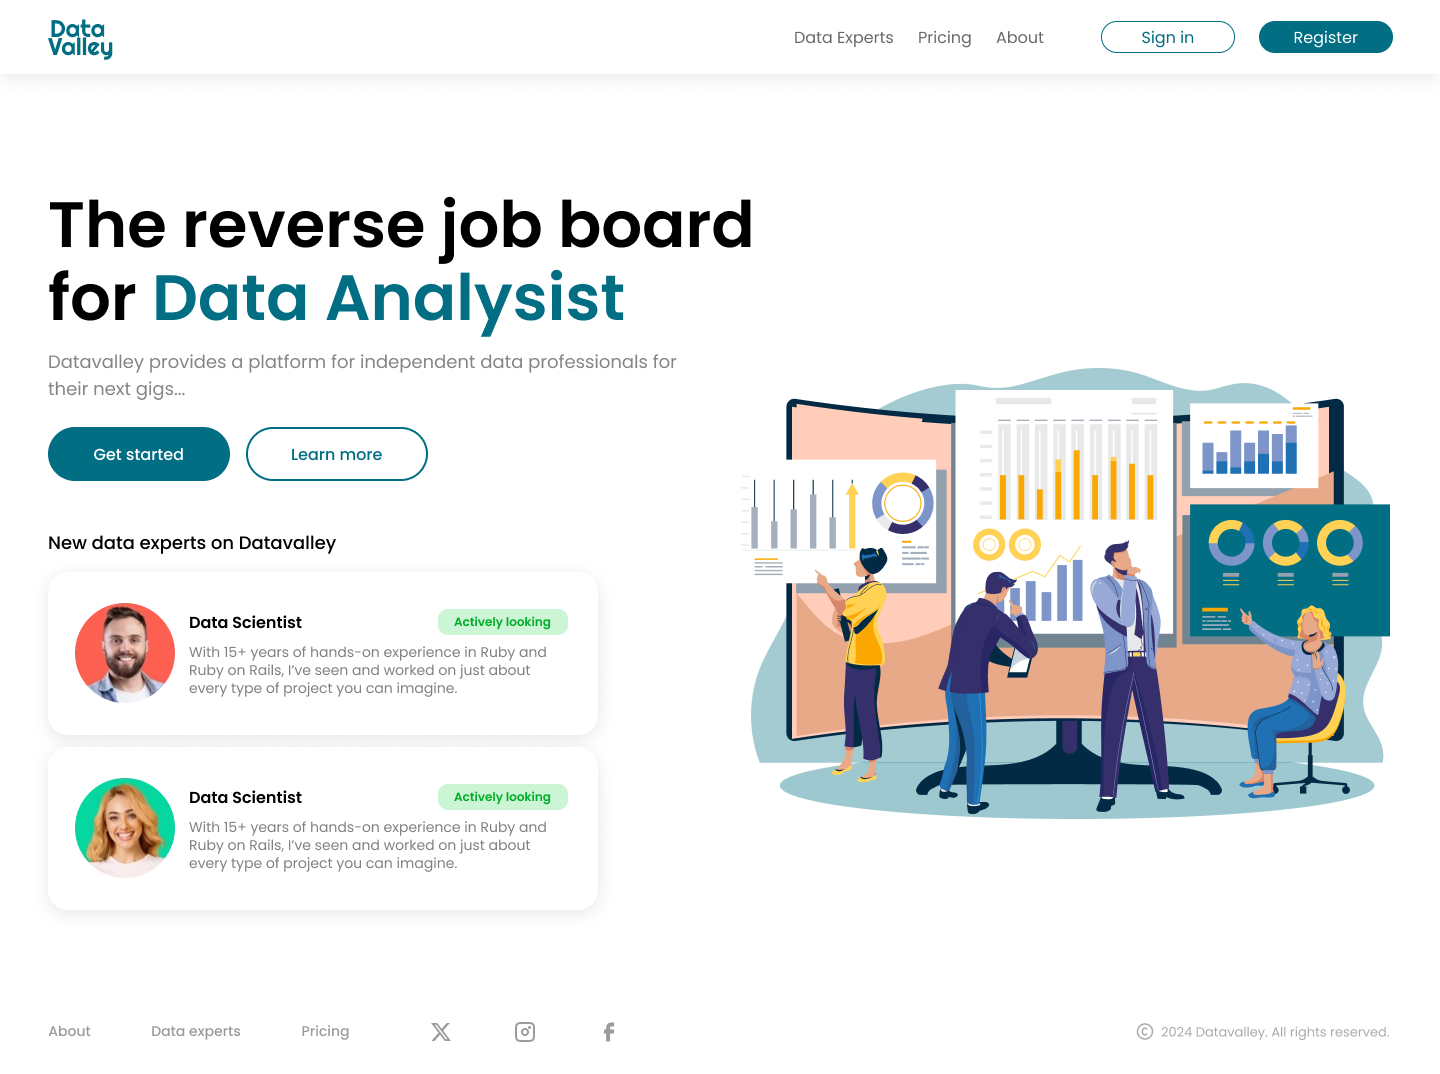 Data
Valley
Data Experts
Pricing
About
Sign in
Register
The reverse job board
for Data Analysist
Datavalley provides a platform for independent data professionals for
their next gigs...
Get started
Learn more
New data experts on Datavalley
Data Scientist
Actively looking
With 15+ years of hands-on experience in Ruby and
Ruby on Rails, I’ve seen and worked on just about
every type of project you can imagine.
Data Scientist
Actively looking
With 15+ years of hands-on experience in Ruby and
Ruby on Rails, I’ve seen and worked on just about
every type of project you can imagine.
About
Data experts
Pricing
© 2024 Datavalley. All rights reserved.